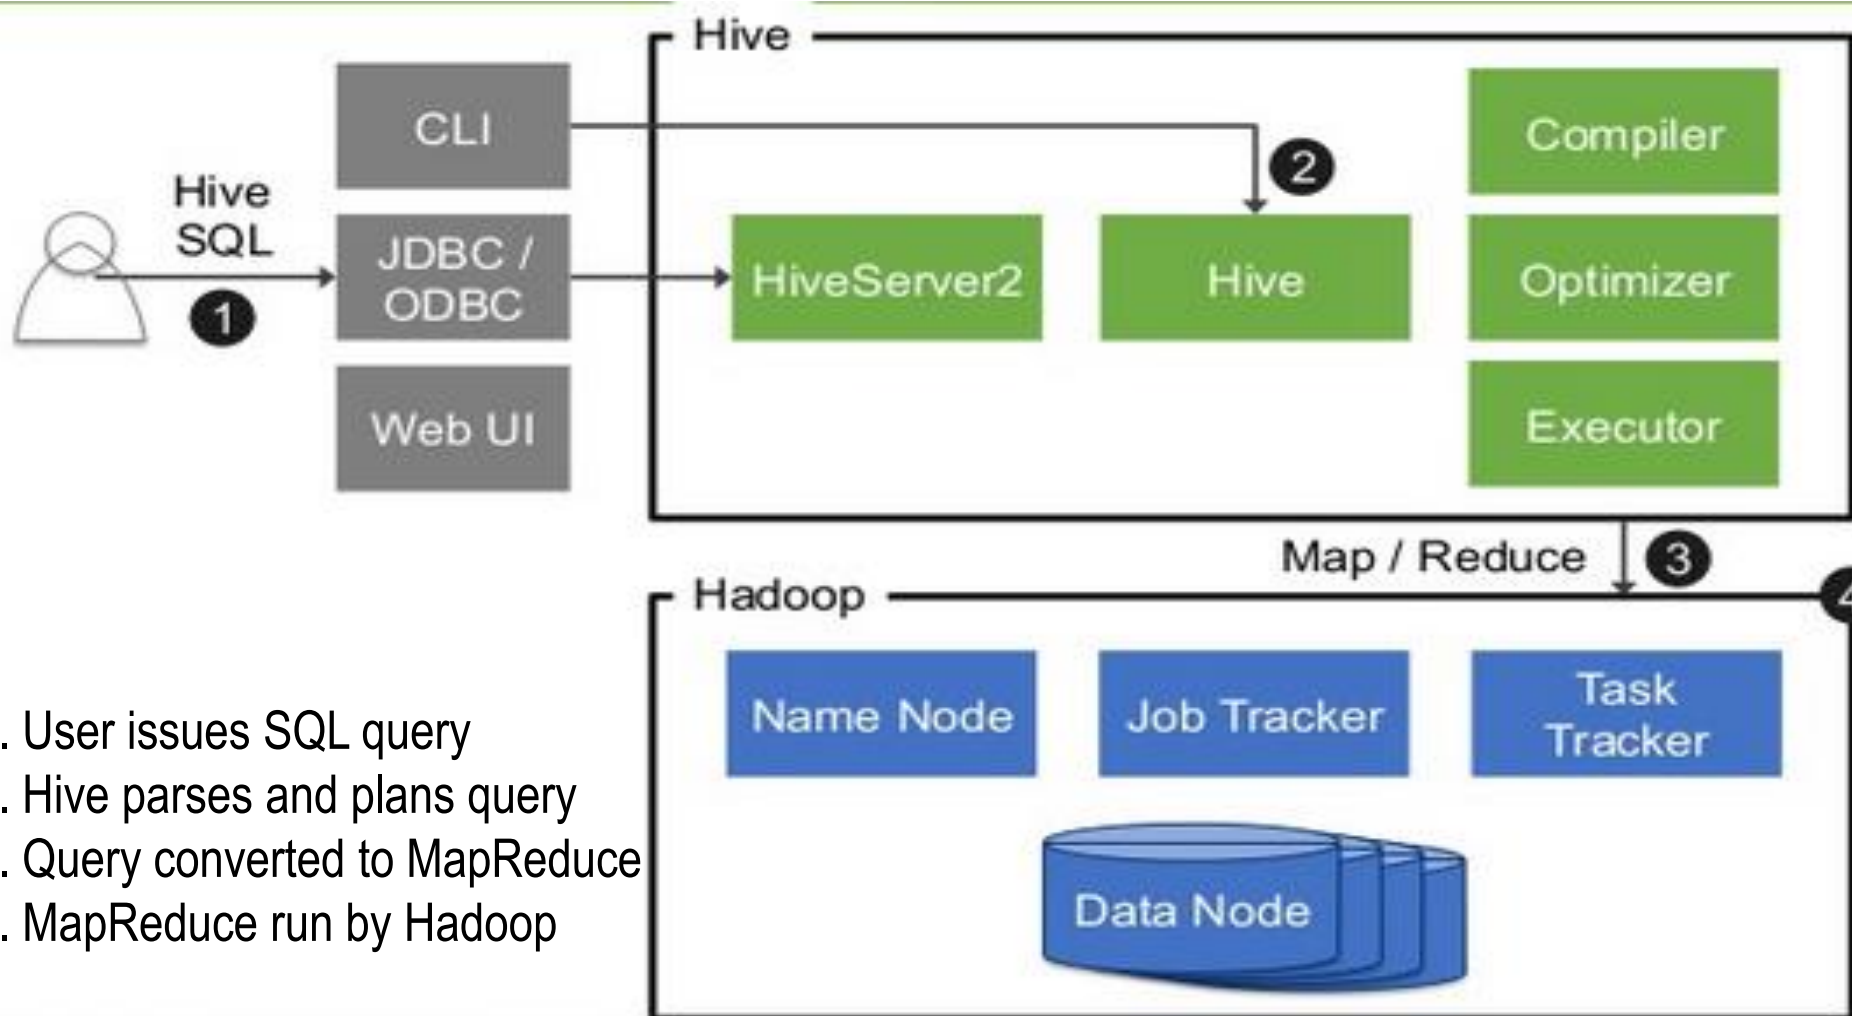 Hive
CLI
2
Compiler
Hive
SQL
1
JDBC /
ODBC
HiveServer2
Hive
Optimizer
Web UI
Executor
Map / Reduce
3
Hadoop
4
Name Node
Job Tracker
Task
Tracker
Data Node
. User issues SQL query
. Hive parses and plans query
. Query converted to MapReduce
. MapReduce run by Hadoop